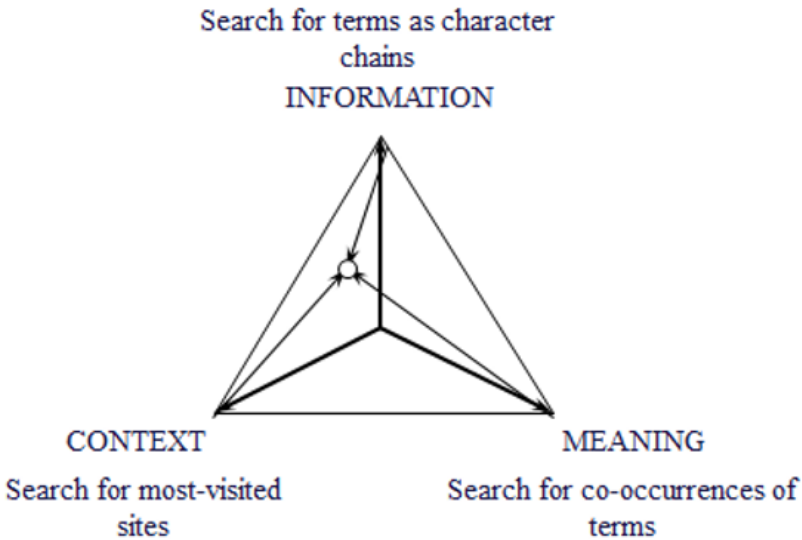 Search for terms as character
chains
INFORMATION
CONTEXT
MEANING
Search for most-visited
sites
Search for co-occurrences of
terms